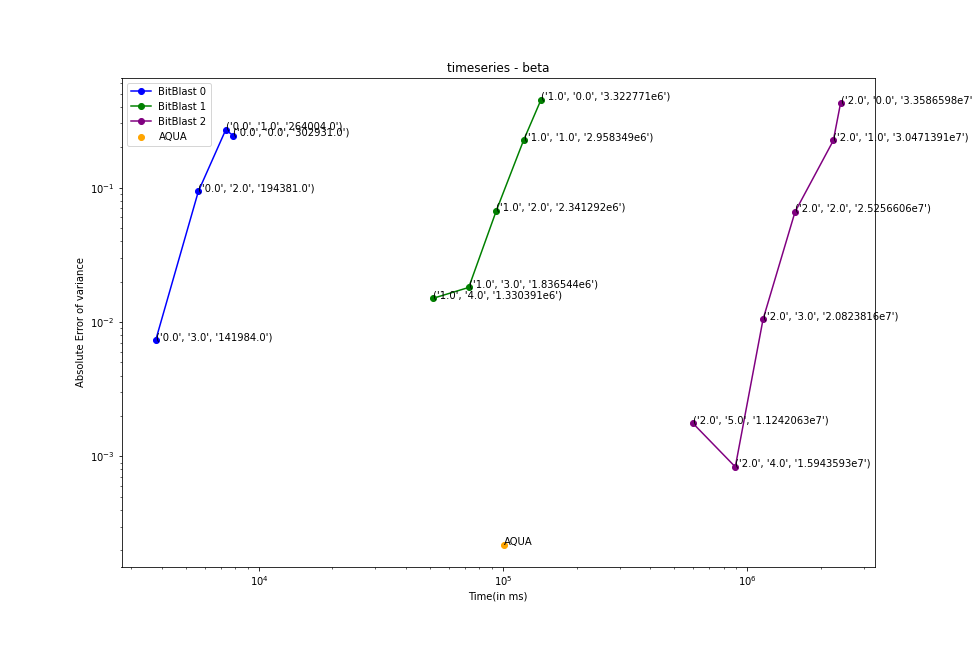 timeseries - beta
BitBlast 0
BitBlast 1
BitBlast 2
AQUA
('0.0', '1.0', '264004.0')
('0.0', '0.0', '302931.0')
('0.0', '2.0', '194381.0')
('0.0', '3.0', '141984.0')
('1.0', '0.0', '3.322771e6')
('1.0', '1.0', '2.958349e6')
('1.0', '2.0', '2.341292e6')
('1.0', '3.0', '1.836544e6')
('1.0', '4.0', '1.330391e6')
('2.0', '0.0', '3.3586598e7'
('2.0', '1.0', '3.0471391e7')
('2.0', '2.0', '2.5256606e7')
('2.0', '3.0', '2.0823816e7')
('2.0', '5.0', '1.1242063e7')
('2.0', '4.0', '1.5943593e7')
AQUA
Absolute Error of variance
10⁻¹
10⁻²
10⁻³
10⁴
10⁵
10⁶
Time(in ms)